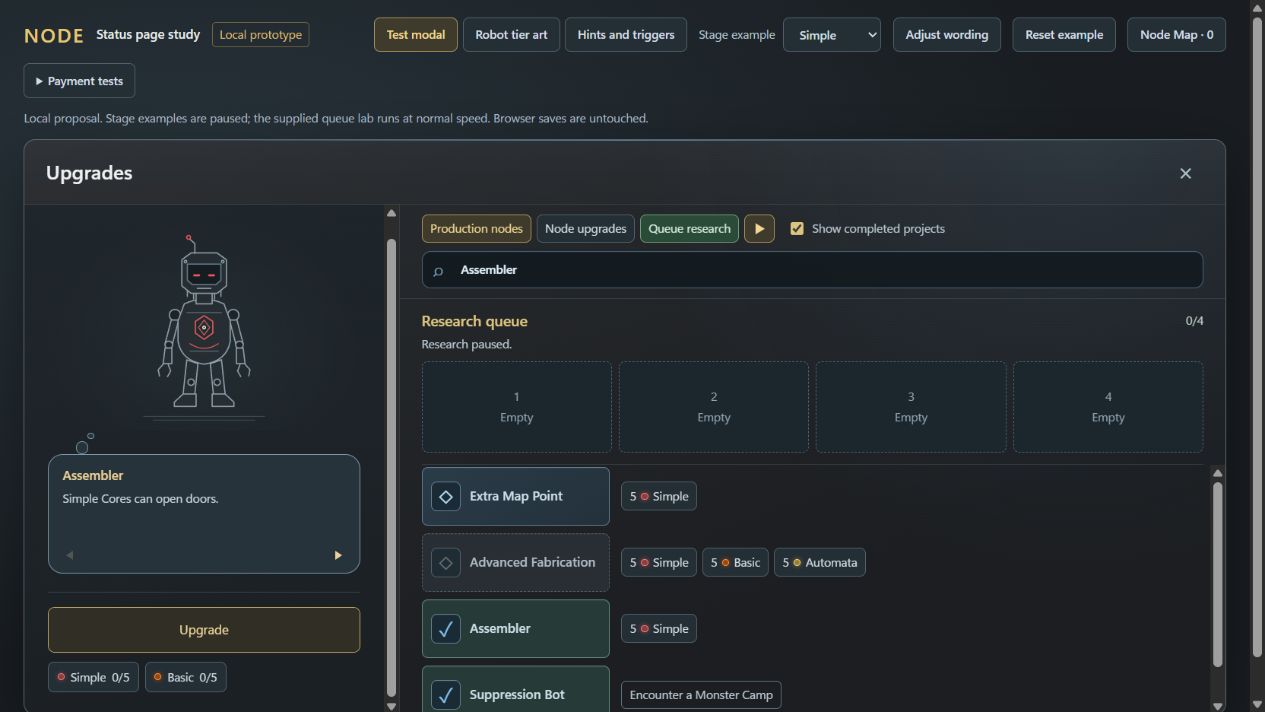 NODE Status page study Local prototype Test modal Robot tier art Hints and triggers Stage example Simple Adjust wording Reset example Node Map · 0
Payment tests
Local proposal. Stage examples are paused; the supplied queue lab runs at normal speed. Browser saves are untouched.
Upgrades
Assembler
Simple Cores can open doors.
Upgrade
Simple 0/5 Basic 0/5
Production nodes Node upgrades Queue research Show completed projects
Assembler
Research queue 0/4
Research paused.
1 2 3 4
Empty Empty Empty Empty
Extra Map Point 5 Simple
Advanced Fabrication 5 Simple 5 Basic 5 Automata
Assembler 5 Simple
Suppression Bot Encounter a Monster Camp